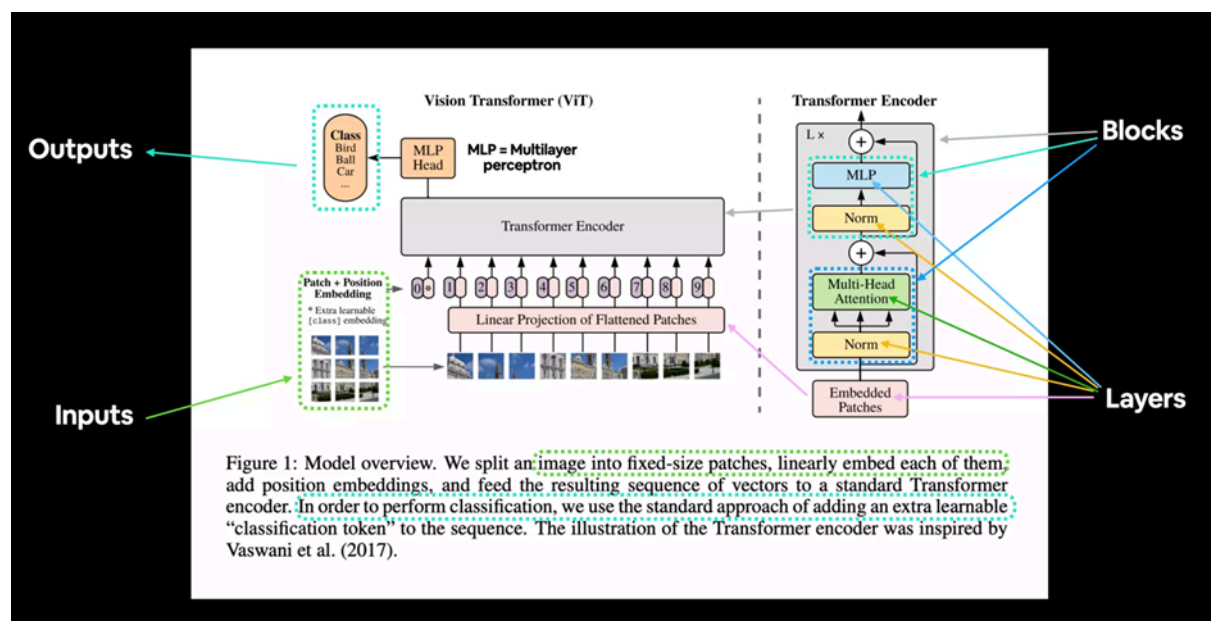 Vision Transformer (ViT)
Transformer Encoder
Outputs
Class
Bird
Ball
Car
...
MLP
Head
MLP = Multilayer
perceptron
Transformer Encoder
Patch + Position
Embedding
* Extra learnable
[class] embedding
0 * 1 2 3 4 5 6 7 8 9
Linear Projection of Flattened Patches
Inputs
L ×
+
MLP
Norm
+
Multi-Head
Attention
Norm
Embedded
Patches
Blocks
Layers
Figure 1: Model overview. We split an image into fixed-size patches, linearly embed each of them,
add position embeddings, and feed the resulting sequence of vectors to a standard Transformer
encoder. In order to perform classification, we use the standard approach of adding an extra learnable
“classification token” to the sequence. The illustration of the Transformer encoder was inspired by
Vaswani et al. (2017).